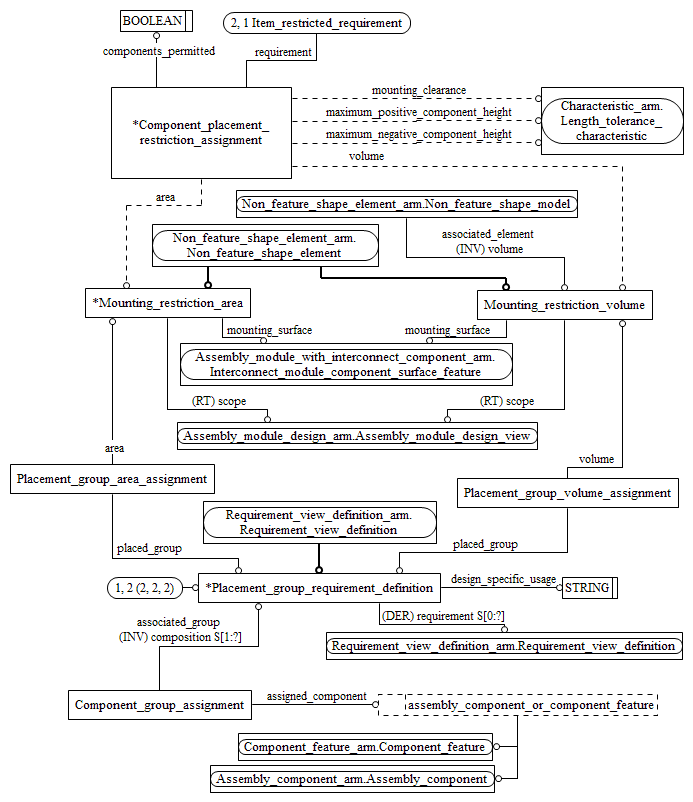 BOOLEAN
2, 1 Item_restricted_requirement
components_permitted
requirement
mounting_clearance
maximum_positive_component_height
maximum_negative_component_height
Characteristic_arm.
Length_tolerance_
characteristic
*Component_placement_
restriction_assignment
volume
area
Non_feature_shape_element_arm.Non_feature_shape_model
Non_feature_shape_element_arm.
Non_feature_shape_element
associated_element
(INV) volume
*Mounting_restriction_area
Mounting_restriction_volume
mounting_surface
mounting_surface
Assembly_module_with_interconnect_component_arm.
Interconnect_module_component_surface_feature
(RT) scope
(RT) scope
Assembly_module_design_arm.Assembly_module_design_view
area
volume
Placement_group_area_assignment
Placement_group_volume_assignment
Requirement_view_definition_arm.
Requirement_view_definition
placed_group
placed_group
1, 2 (2, 2, 2)
*Placement_group_requirement_definition
design_specific_usage
STRING
associated_group
(INV) composition S[1:?]
(DER) requirement S[0:?]
Requirement_view_definition_arm.Requirement_view_definition
Component_group_assignment
assigned_component
assembly_component_or_component_feature
Component_feature_arm.Component_feature
Assembly_component_arm.Assembly_component